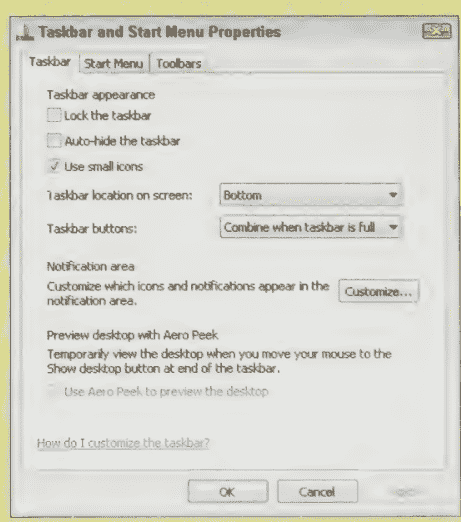 Taskbar and Start Menu Properties
Taskbar Start Menu Toolbars
Taskbar appearance
Lock the taskbar
Auto-hide the taskbar
Use small icons
Taskbar location on screen: Bottom
Taskbar buttons: Combine when taskbar is full
Notification area
Customize which icons and notifications appear in the
notification area. Customize...
Preview desktop with Aero Peek
Temporarily view the desktop when you move your mouse to the
Show desktop button at end of the taskbar.
Use Aero Peek to preview the desktop
How do I customize the taskbar?
OK Cancel